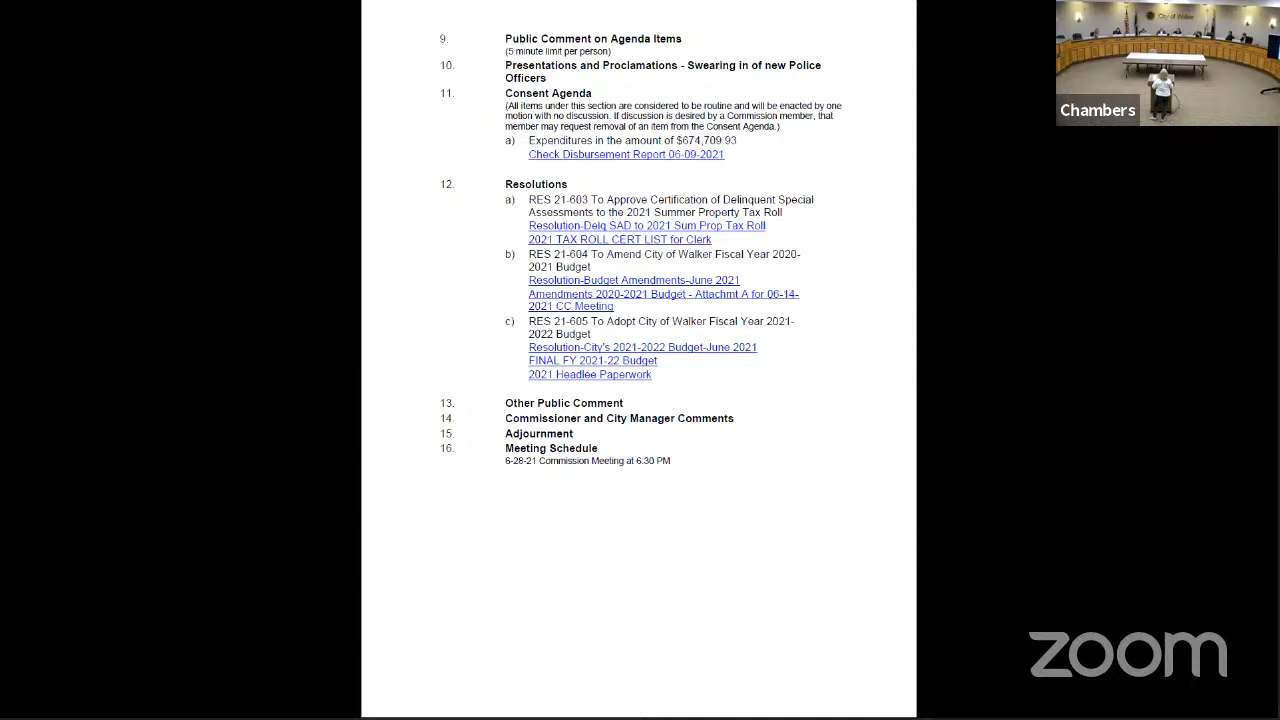 9. Public Comment on Agenda Items
(5 minute limit per person)
10. Presentations and Proclamations - Swearing in of new Police
Officers
11. Consent Agenda
(All items under this section are considered to be routine and will be enacted by one
motion with no discussion. If discussion is desired by a Commission member, that
member may request removal of an item from the Consent Agenda.)
a) Expenditures in the amount of $674,709.93
Check Disbursement Report 06-09-2021
12. Resolutions
a) RES 21-603 To Approve Certification of Delinquent Special
Assessments to the 2021 Summer Property Tax Roll
Resolution-Delq SAD to 2021 Sum Prop Tax Roll
2021 TAX ROLL CERT LIST for Clerk
b) RES 21-604 To Amend City of Walker Fiscal Year 2020-
2021 Budget
Resolution-Budget Amendments-June 2021
Amendments 2020-2021 Budget - Attachmt A for 06-14-
2021 CC Meeting
c) RES 21-605 To Adopt City of Walker Fiscal Year 2021-
2022 Budget
Resolution-City's 2021-2022 Budget-June 2021
FINAL FY 2021-22 Budget
2021 Headlee Paperwork
13. Other Public Comment
14. Commissioner and City Manager Comments
15. Adjournment
16. Meeting Schedule
6-28-21 Commission Meeting at 6:30 PM
City of Walker
Chambers
zoom